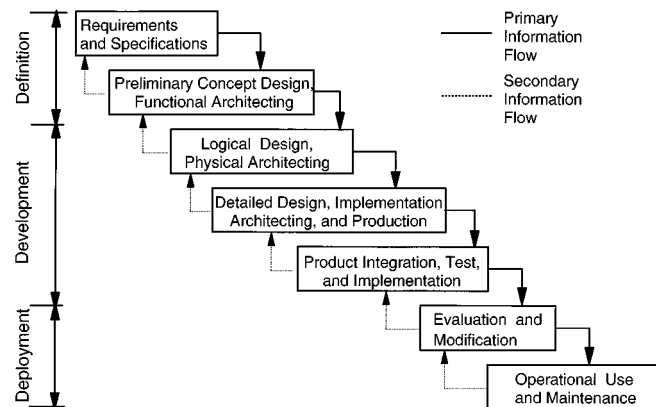 Requirements
and Specifications
Preliminary Concept Design,
Functional Architecting
Logical Design,
Physical Architecting
Detailed Design, Implementation
Architecting, and Production
Product Integration, Test,
and Implementation
Evaluation and
Modification
Operational Use
and Maintenance
Primary
Information
Flow
Secondary
Information
Flow
Definition
Development
Deployment